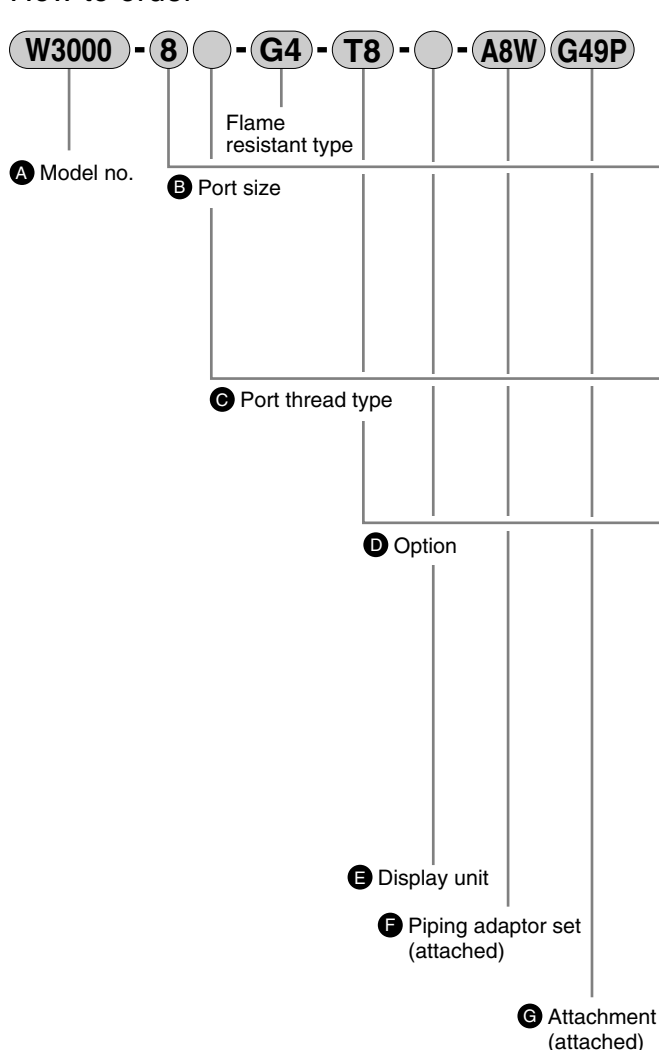 W3000 - 8 - G4 - T8 - - A8W G49P
Flame
resistant type
A Model no.
B Port size
C Port thread type
D Option
E Display unit
F Piping adaptor set
(attached)
G Attachment
(attached)